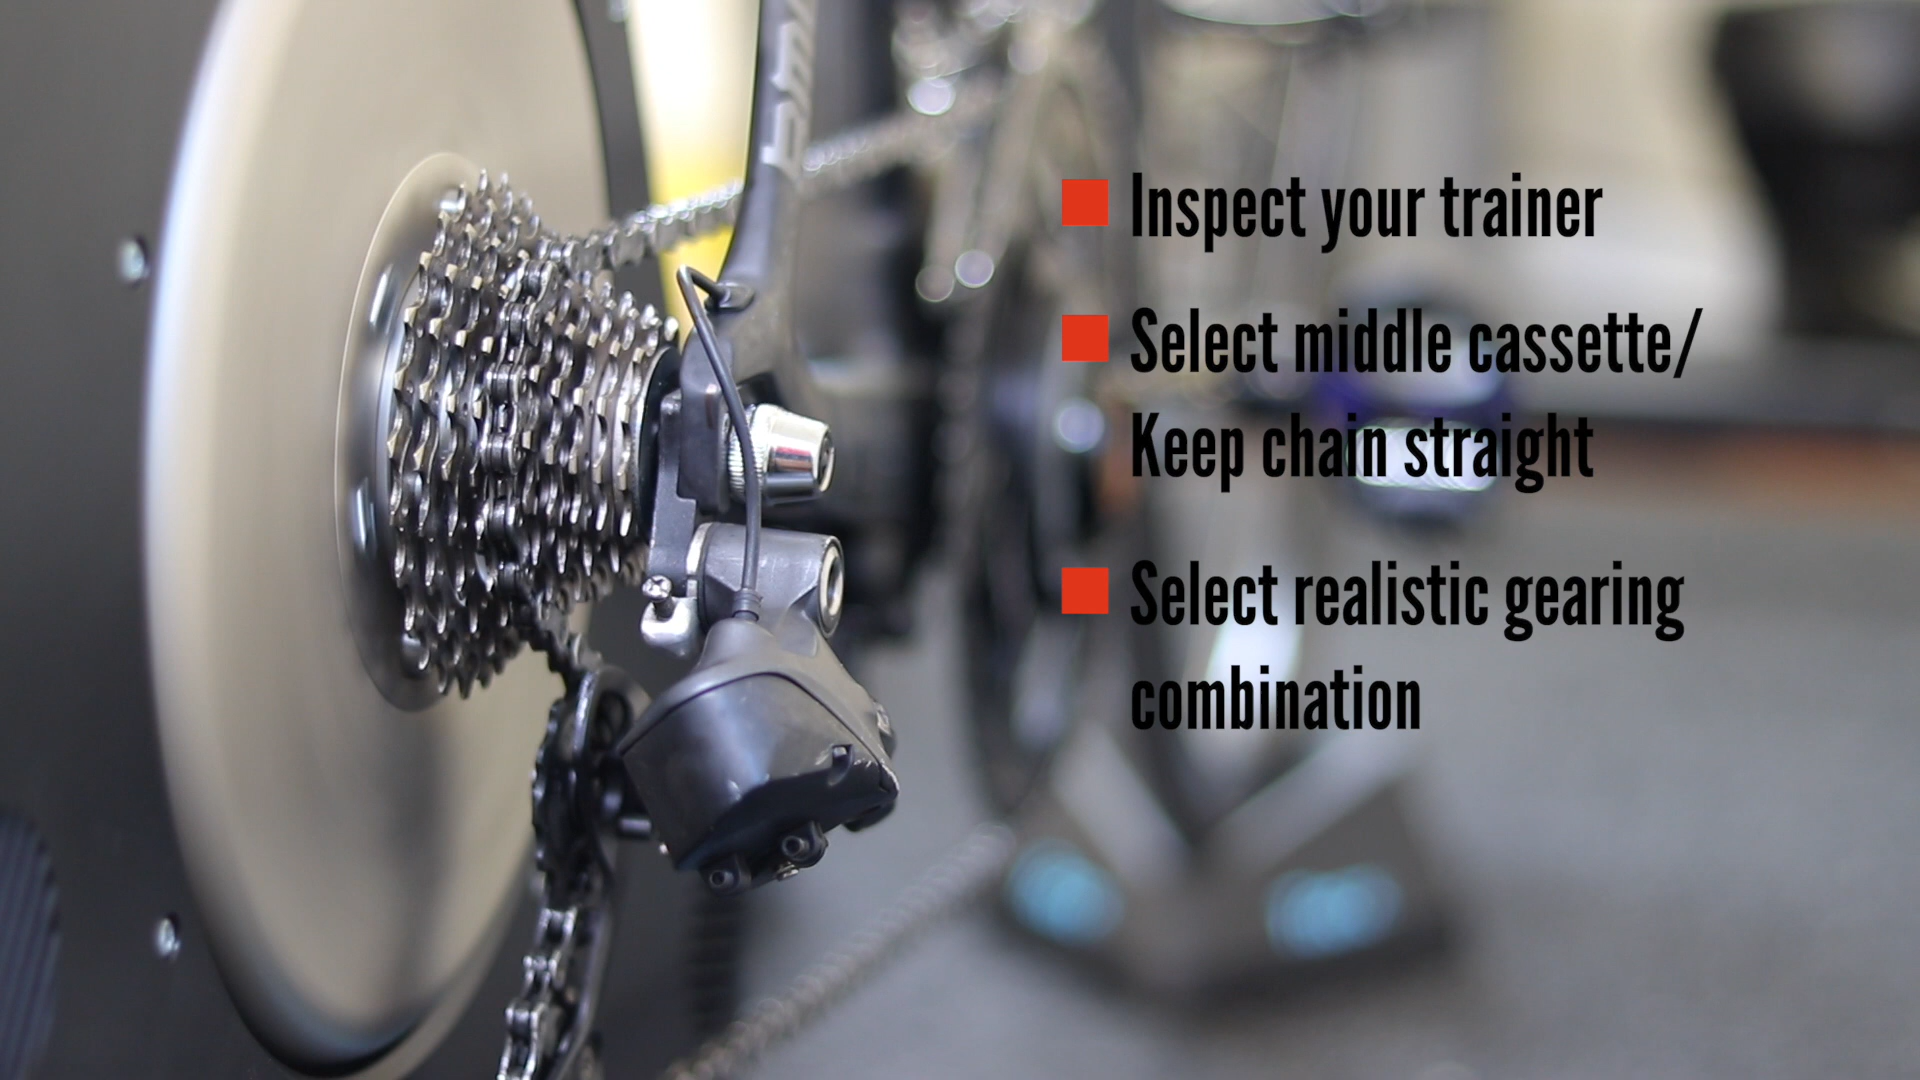 Inspect your trainer
Select middle cassette/
Keep chain straight
Select realistic gearing
combination